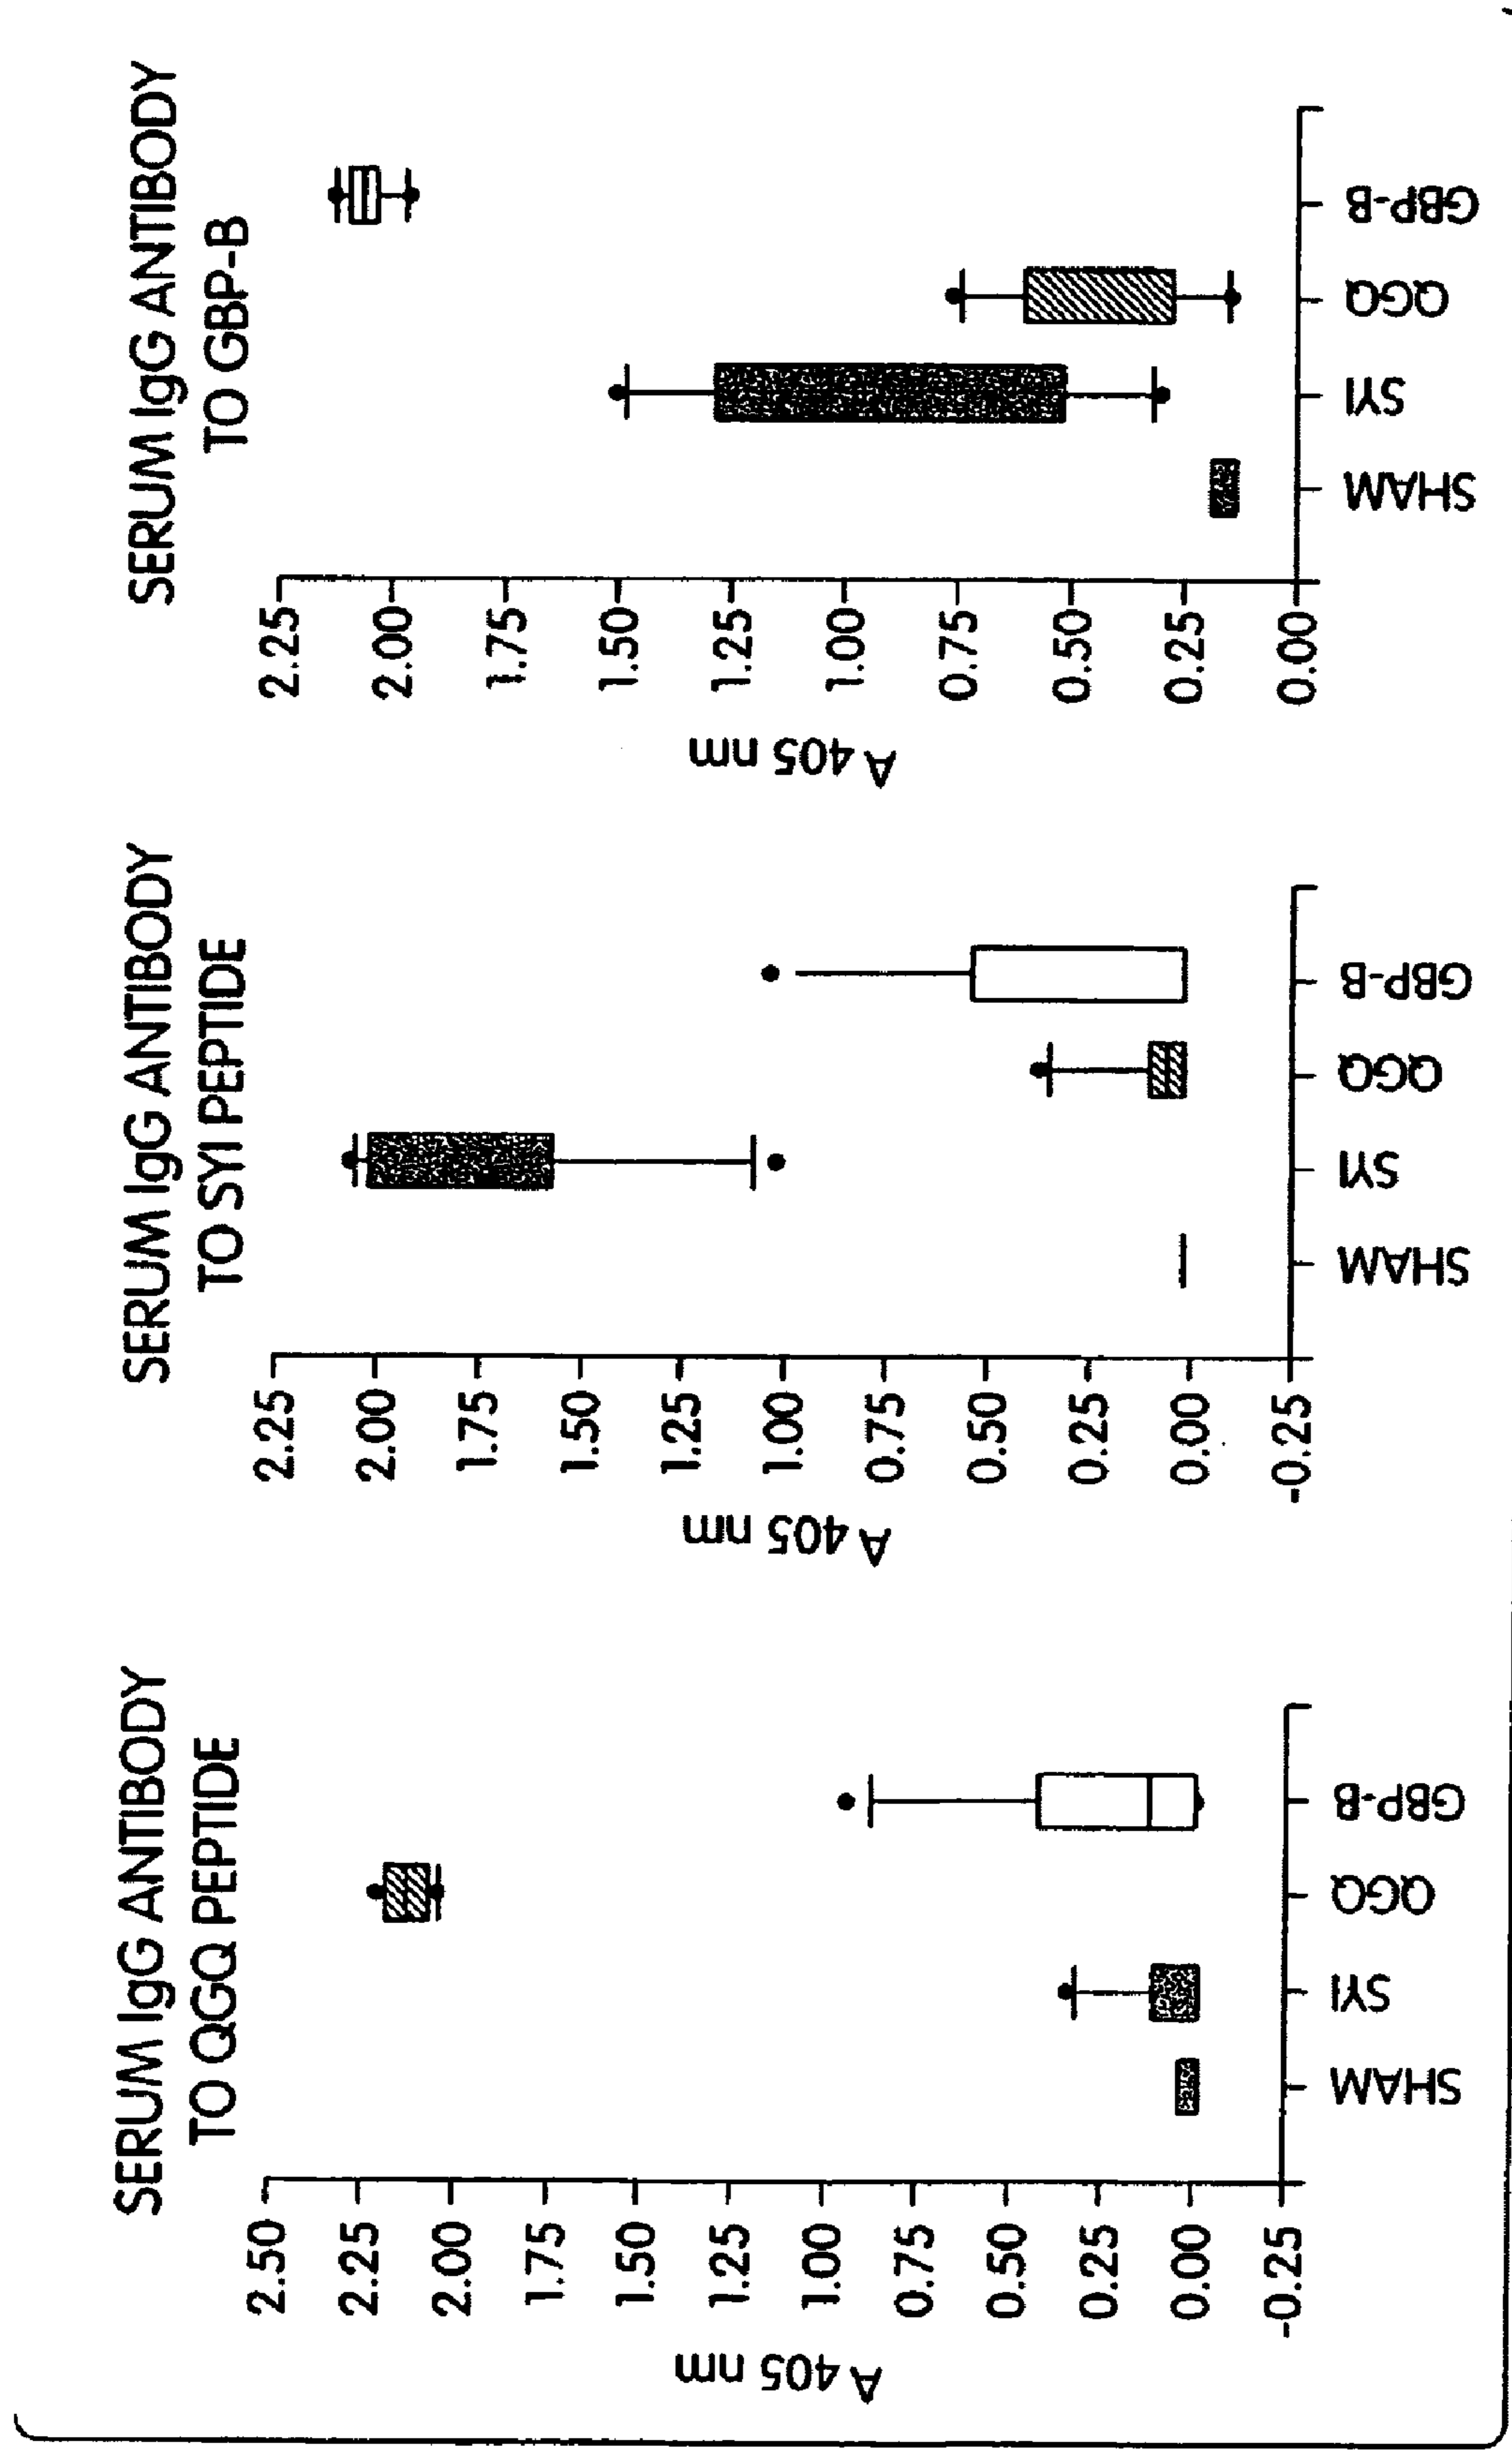 SERUM IgG ANTIBODY
TO QGQ PEPTIDE
A 405 nm
2.50
2.25
2.00
1.75
1.50
1.25
1.00
0.75
0.50
0.25
0.00
-0.25
SHAM
SYI
QGQ
GBP-B
SERUM IgG ANTIBODY
TO SYI PEPTIDE
A 405 nm
2.25
2.00
1.75
1.50
1.25
1.00
0.75
0.50
0.25
0.00
-0.25
SHAM
SYI
QGQ
GBP-B
SERUM IgG ANTIBODY
TO GBP-B
A 405 nm
2.25
2.00
1.75
1.50
1.25
1.00
0.75
0.50
0.25
0.00
SHAM
SYI
QGQ
GBP-B